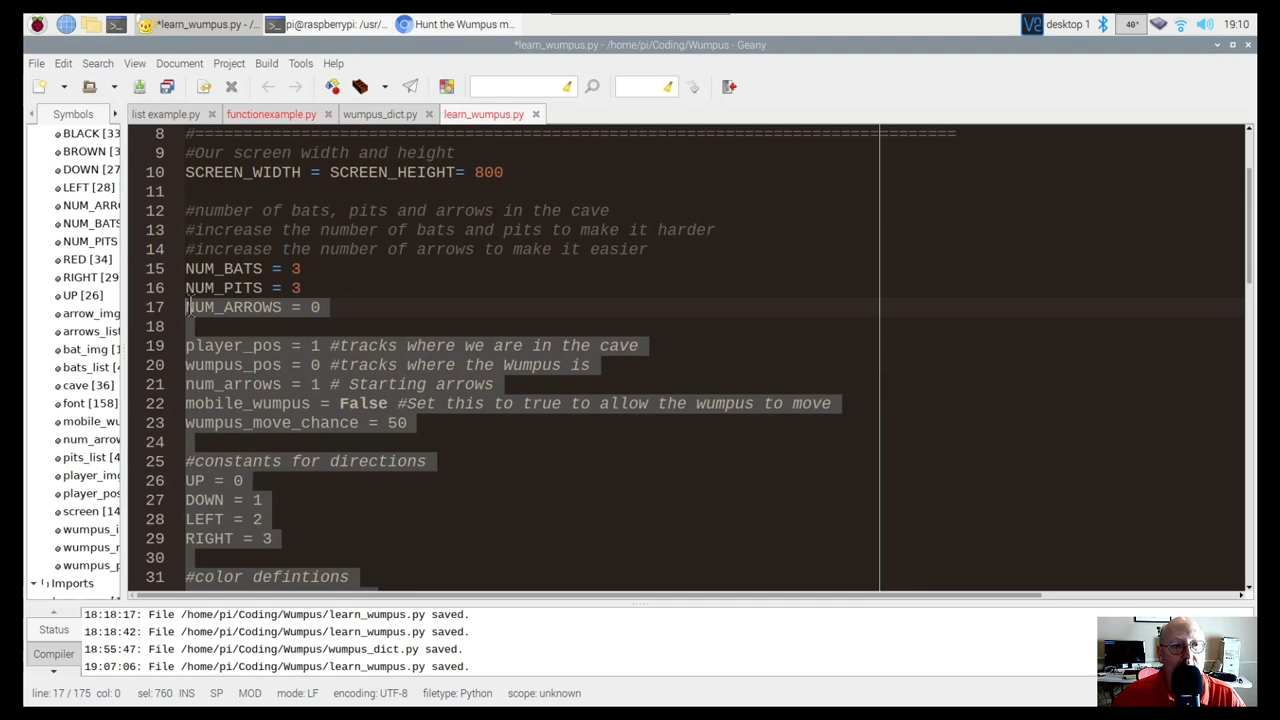 *learn_wumpus.py - /...
pi@raspberrypi: /usr/...
Hunt the Wumpus m...
desktop 1
40°
19:10
*learn_wumpus.py - /home/pi/Coding/Wumpus - Geany
File Edit Search View Document Project Build Tools Help
Symbols
list example.py
functionexample.py
wumpus_dict.py
learn_wumpus.py
BLACK [33
BROWN [3
DOWN [27
LEFT [28]
NUM_ARR
NUM_BATS
NUM_PITS
RED [34]
RIGHT [29
UP [26]
arrow_img
arrows_list
bat_img [1
bats_list [4
cave [36]
font [158]
mobile_wu
num_arrow
pits_list [4
player_img
player_pos
screen [14
wumpus_i
wumpus_r
wumpus_p
Imports
8 #===============================================================================
9 #Our screen width and height
10 SCREEN_WIDTH = SCREEN_HEIGHT= 800
11
12 #number of bats, pits and arrows in the cave
13 #increase the number of bats and pits to make it harder
14 #increase the number of arrows to make it easier
15 NUM_BATS = 3
16 NUM_PITS = 3
17 NUM_ARROWS = 0
18
19 player_pos = 1 #tracks where we are in the cave
20 wumpus_pos = 0 #tracks where the Wumpus is
21 num_arrows = 1 # Starting arrows
22 mobile_wumpus = False #Set this to true to allow the wumpus to move
23 wumpus_move_chance = 50
24
25 #constants for directions
26 UP = 0
27 DOWN = 1
28 LEFT = 2
29 RIGHT = 3
30
31 #color defintions
Status
Compiler
18:18:17: File /home/pi/Coding/Wumpus/learn_wumpus.py saved.
18:18:42: File /home/pi/Coding/Wumpus/learn_wumpus.py saved.
18:55:47: File /home/pi/Coding/Wumpus/wumpus_dict.py saved.
19:07:06: File /home/pi/Coding/Wumpus/learn_wumpus.py saved.
line: 17 / 175 col: 0 sel: 760 INS SP MOD mode: LF encoding: UTF-8 filetype: Python scope: unknown